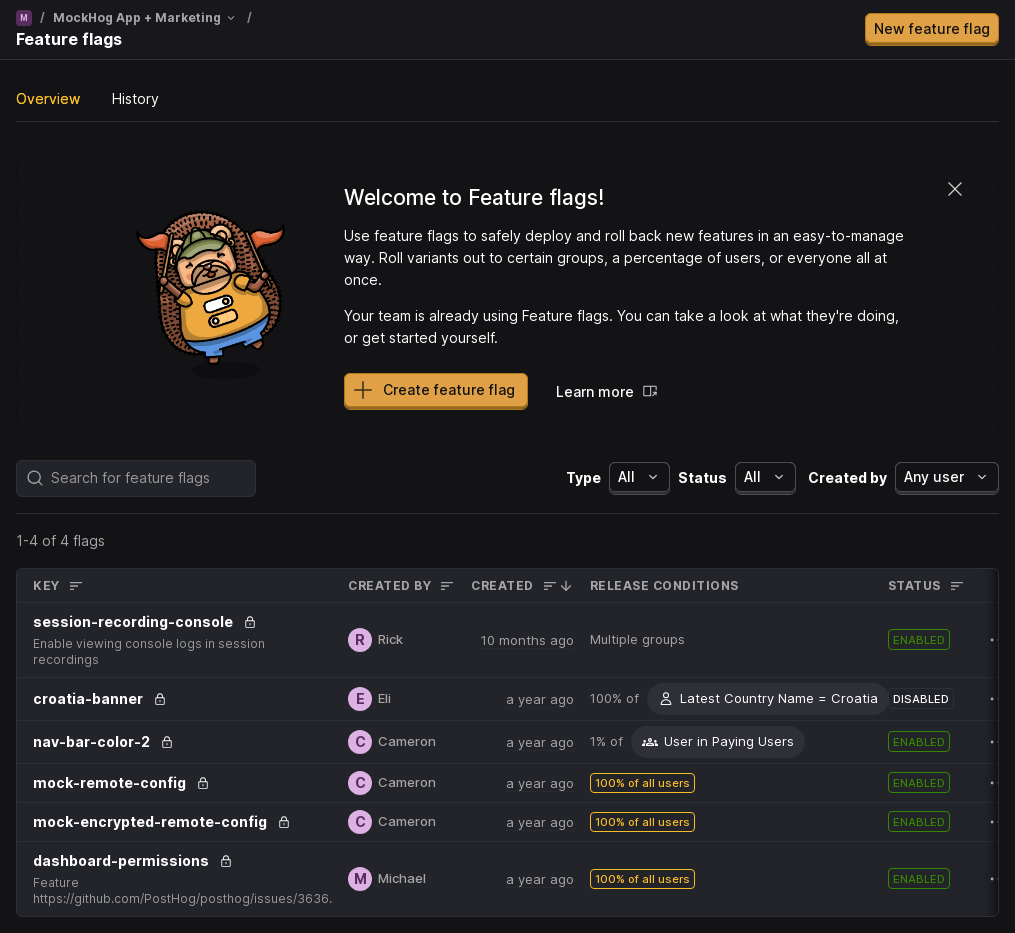 M / MockHog App + Marketing /
Feature flags
New feature flag
Overview History
Welcome to Feature flags!
Use feature flags to safely deploy and roll back new features in an easy-to-manage
way. Roll variants out to certain groups, a percentage of users, or everyone all at
once.
Your team is already using Feature flags. You can take a look at what they're doing,
or get started yourself.
Create feature flag Learn more
Search for feature flags Type All Status All Created by Any user
1-4 of 4 flags
KEY CREATED BY CREATED RELEASE CONDITIONS STATUS
session-recording-console
Enable viewing console logs in session
recordings
R Rick 10 months ago Multiple groups ENABLED
croatia-banner E Eli a year ago 100% of Latest Country Name = Croatia DISABLED
nav-bar-color-2 C Cameron a year ago 1% of User in Paying Users ENABLED
mock-remote-config C Cameron a year ago 100% of all users ENABLED
mock-encrypted-remote-config C Cameron a year ago 100% of all users ENABLED
dashboard-permissions
Feature
https://github.com/PostHog/posthog/issues/3636.
M Michael a year ago 100% of all users ENABLED